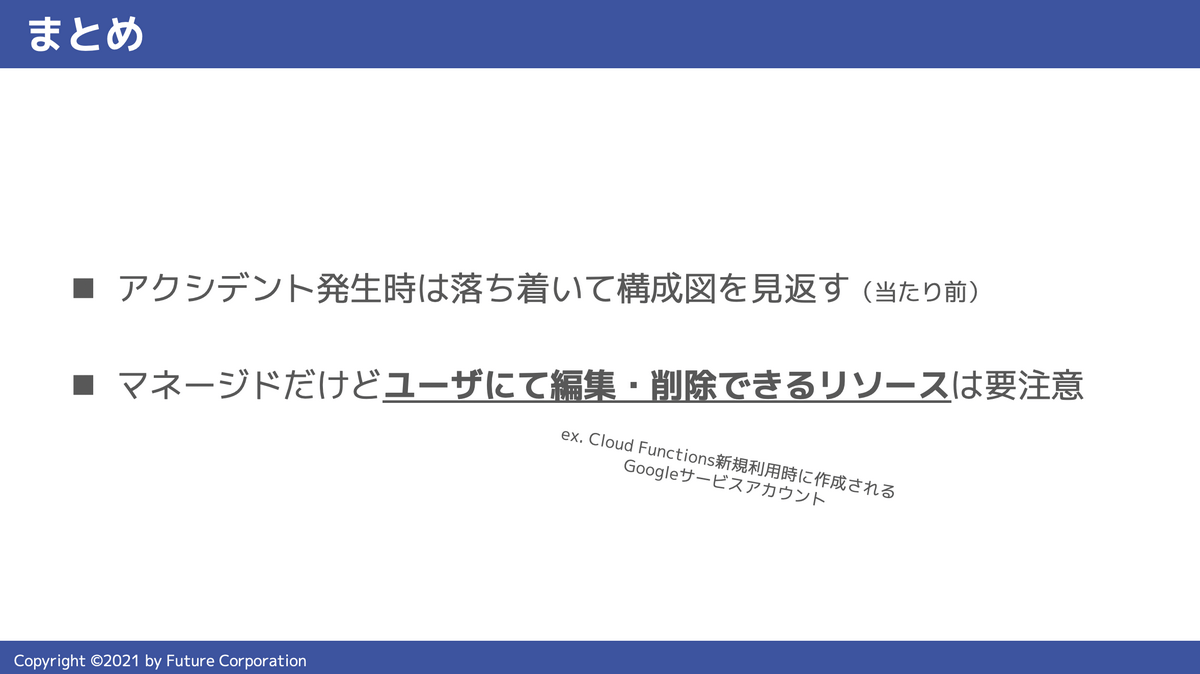 まとめ
■ アクシデント発生時は落ち着いて構成図を見返す（当たり前）
■ マネージドだけどユーザにて編集・削除できるリソースは要注意
ex. Cloud Functions新規利用時に作成される
Googleサービスアカウント
Copyright ©2021 by Future Corporation